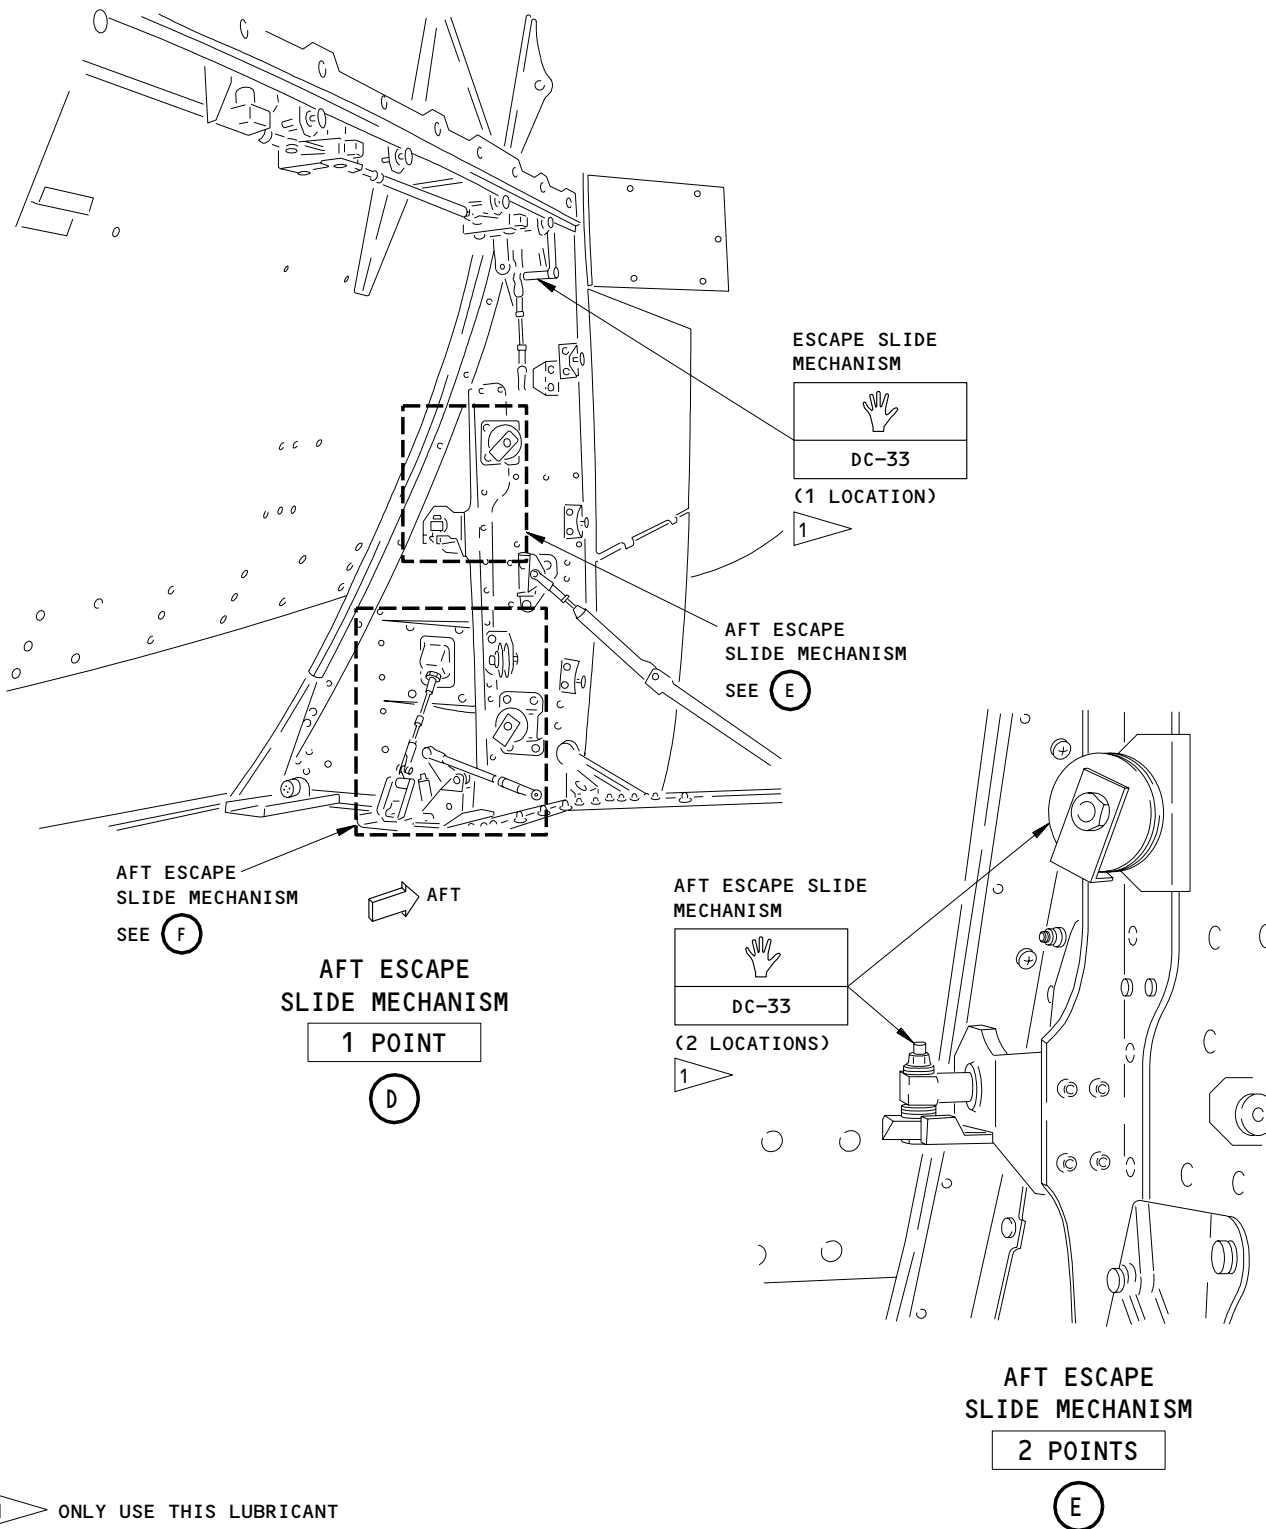 ESCAPE SLIDE
MECHANISM
DC-33
(1 LOCATION)
1
AFT ESCAPE
SLIDE MECHANISM
SEE E
AFT ESCAPE
SLIDE MECHANISM
SEE F
AFT
AFT ESCAPE
SLIDE MECHANISM
1 POINT
D
AFT ESCAPE SLIDE
MECHANISM
DC-33
(2 LOCATIONS)
1
AFT ESCAPE
SLIDE MECHANISM
2 POINTS
E
ONLY USE THIS LUBRICANT